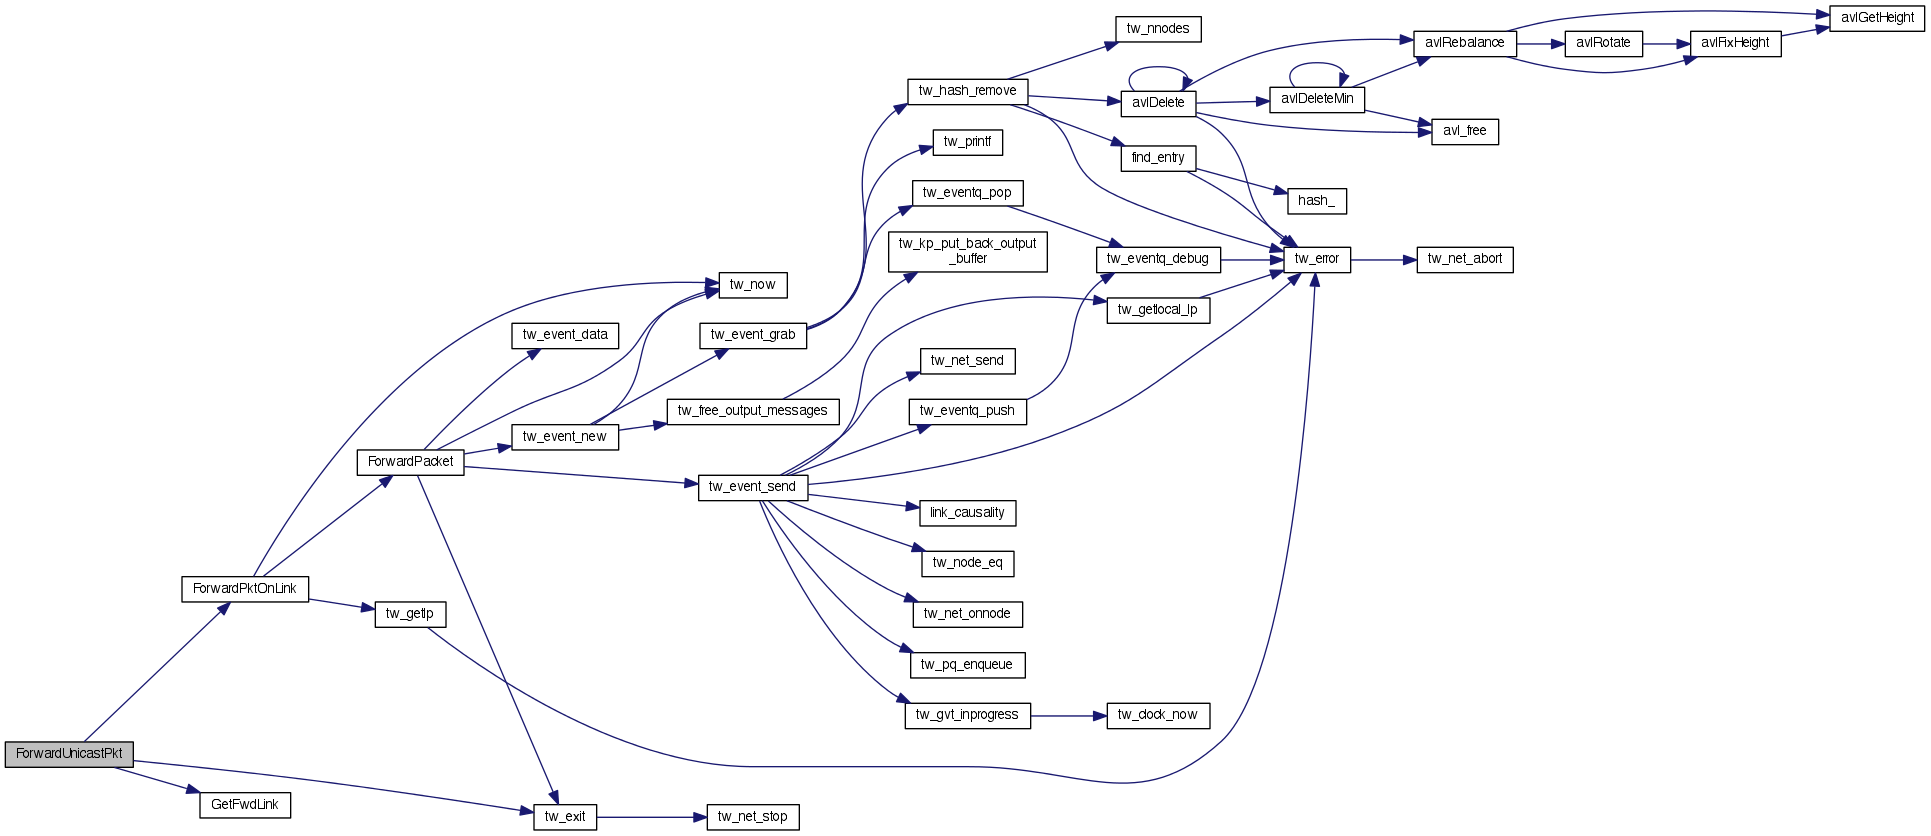 avlGetHeight
tw_nnodes
avlRebalance
avlRotate
avlFixHeight
tw_hash_remove
avlDelete
avlDeleteMin
avl_free
tw_printf
find_entry
tw_eventq_pop
hash_
tw_kp_put_back_output
_buffer
tw_eventq_debug
tw_error
tw_net_abort
tw_now
tw_getlocal_lp
tw_event_data
tw_event_grab
tw_net_send
tw_free_output_messages
tw_eventq_push
tw_event_new
ForwardPacket
tw_event_send
link_causality
tw_node_eq
ForwardPktOnLink
tw_getlp
tw_net_onnode
tw_pq_enqueue
tw_gvt_inprogress
tw_clock_now
ForwardUnicastPkt
GetFwdLink
tw_exit
tw_net_stop